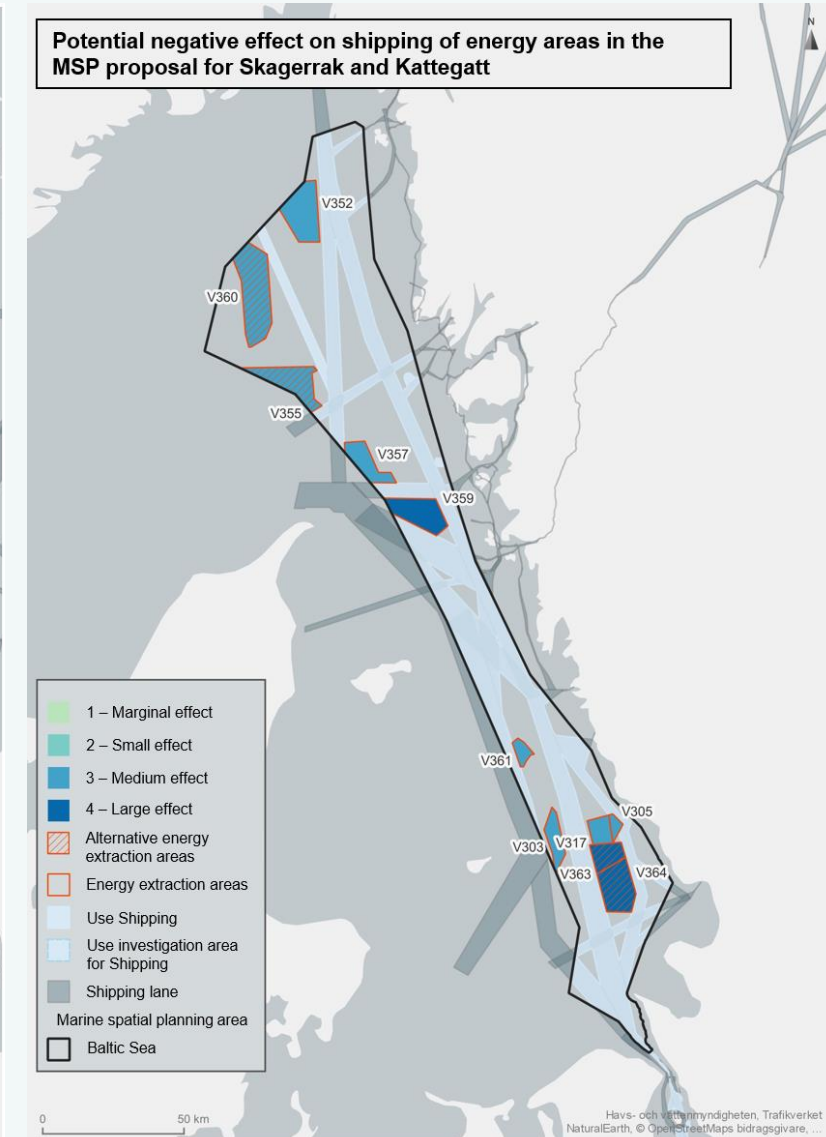 Potential negative effect on shipping of energy areas in the
MSP proposal for Skagerrak and Kattegatt
N
V352
V360
V355
V357
V359
V361
V305
V303
V317
V363
V364
1 – Marginal effect
2 – Small effect
3 – Medium effect
4 – Large effect
Alternative energy
extraction areas
Energy extraction areas
Use Shipping
Use investigation area
for Shipping
Shipping lane
Marine spatial planning area
Baltic Sea
0 50 km
Havs- och vattenmyndigheten, Trafikverket
NaturalEarth, © OpenStreetMaps bidragsgivare, ...